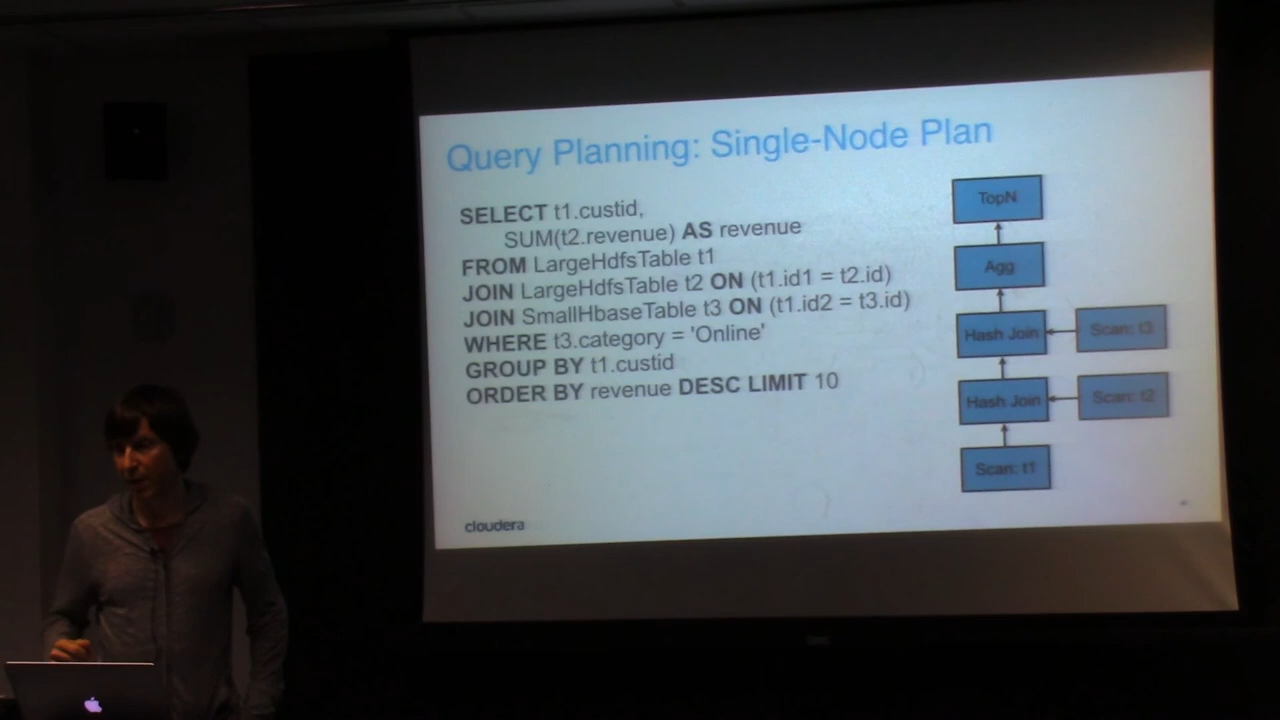 Query Planning: Single-Node Plan
SELECT t1.custid,
SUM(t2.revenue) AS revenue
FROM LargeHdfsTable t1
JOIN LargeHdfsTable t2 ON (t1.id1 = t2.id)
JOIN SmallHbaseTable t3 ON (t1.id2 = t3.id)
WHERE t3.category = 'Online'
GROUP BY t1.custid
ORDER BY revenue DESC LIMIT 10
TopN
Agg
Hash Join
Scan: t3
Hash Join
Scan: t2
Scan: t1
cloudera